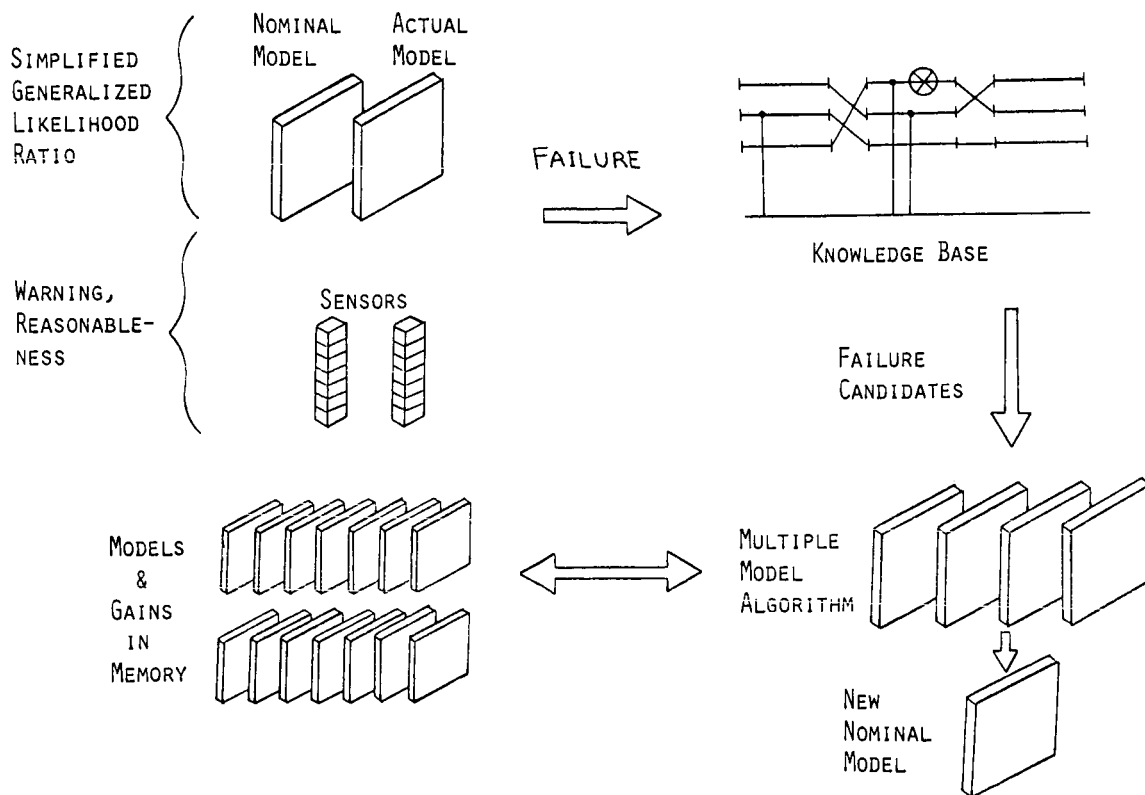 SIMPLIFIED
GENERALIZED
LIKELIHOOD
RATIO
NOMINAL
MODEL
ACTUAL
MODEL
FAILURE
KNOWLEDGE BASE
WARNING,
REASONABLE-
NESS
SENSORS
FAILURE
CANDIDATES
MODELS
&
GAINS
IN
MEMORY
MULTIPLE
MODEL
ALGORITHM
NEW
NOMINAL
MODEL